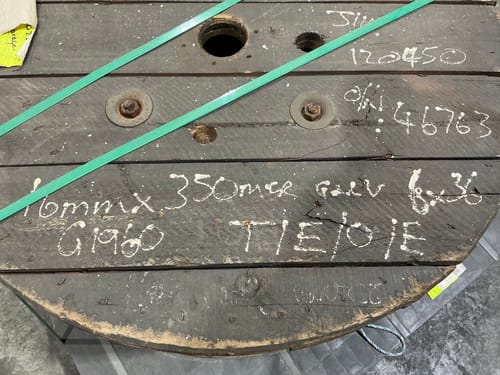 120450
O/N : 46763
16mm x 350mtr GALV 6x36
G1960 T/E/O/E